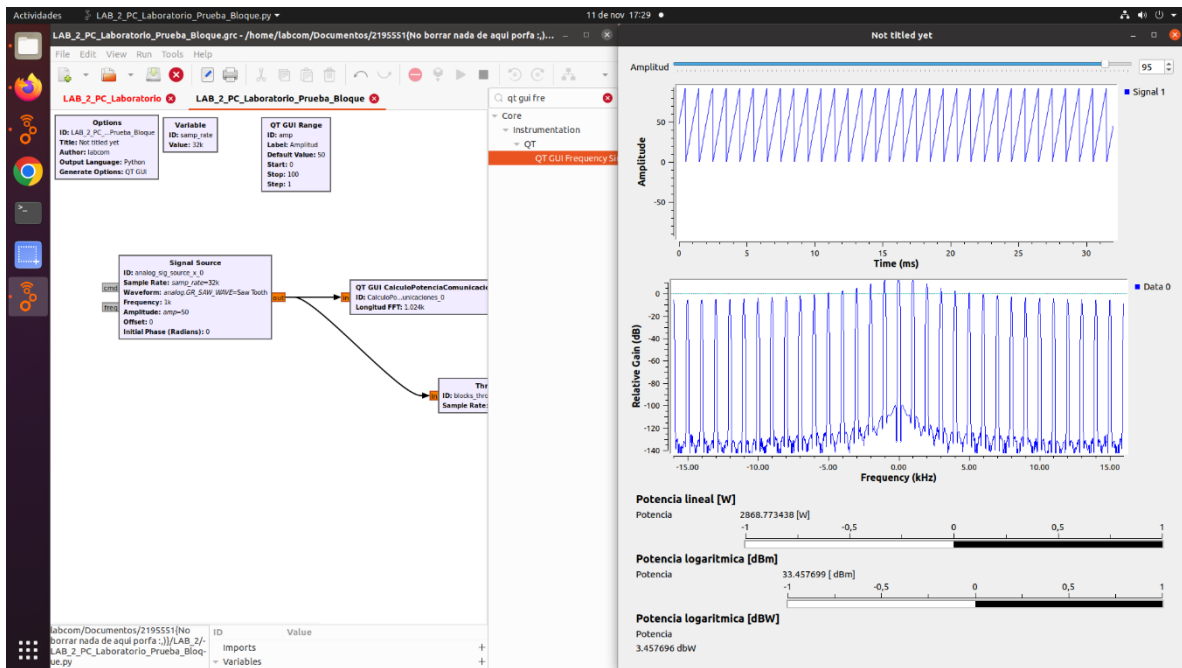 Actividades
LAB_2_PC_Laboratorio_Prueba_Bloque.py
11 de nov 17:29
LAB_2_PC_Laboratorio_Prueba_Bloque.grc - /home/labcom/Documentos/2195551{No borrar nada de aqui porfa :,)...
File Edit View Run Tools Help
LAB_2_PC_Laboratorio
LAB_2_PC_Laboratorio_Prueba_Bloque
qt gui fre
Core
Instrumentation
QT
QT GUI Frequency Si
Options
ID: LAB_2_PC_...Prueba_Bloque
Title: Not titled yet
Author: labcom
Output Language: Python
Generate Options: QT GUI
Variable
ID: samp_rate
Value: 32k
QT GUI Range
ID: amp
Label: Amplitud
Default Value: 50
Start: 0
Stop: 100
Step: 1
Signal Source
ID: analog_sig_source_x_0
Sample Rate: samp_rate=32k
Waveform: analog.GR_SAW_WAVE=Saw Tooth
Frequency: 1k
Amplitude: amp=50
Offset: 0
Initial Phase (Radians): 0
cmd
freq
out
in
QT GUI CalculoPotenciaComunicacio
ID: CalculoPo...unicaciones_0
Longitud FFT: 1.024k
in
Thr
ID: blocks_thro
Sample Rate:
labcom/Documentos/2195551{No
borrar nada de aqui porfa :,)}/LAB_2/-
LAB_2_PC_Laboratorio_Prueba_Bloq-
ue.py
ID Value
Imports +
Variables +
Not titled yet
Amplitud 95
Signal 1
Amplitude
50
0
-50
0 5 10 15 20 25 30
Time (ms)
Data 0
Relative Gain (dB)
0
-20
-40
-60
-80
-100
-120
-140
-15.00 -10.00 -5.00 0.00 5.00 10.00 15.00
Frequency (kHz)
Potencia lineal [W]
Potencia 2868.773438 [W]
-1 -0,5 0 0,5 1
Potencia logaritmica [dBm]
Potencia 33.457699 [ dBm]
-1 -0,5 0 0,5 1
Potencia logaritmica [dBW]
Potencia
3.457696 dbW